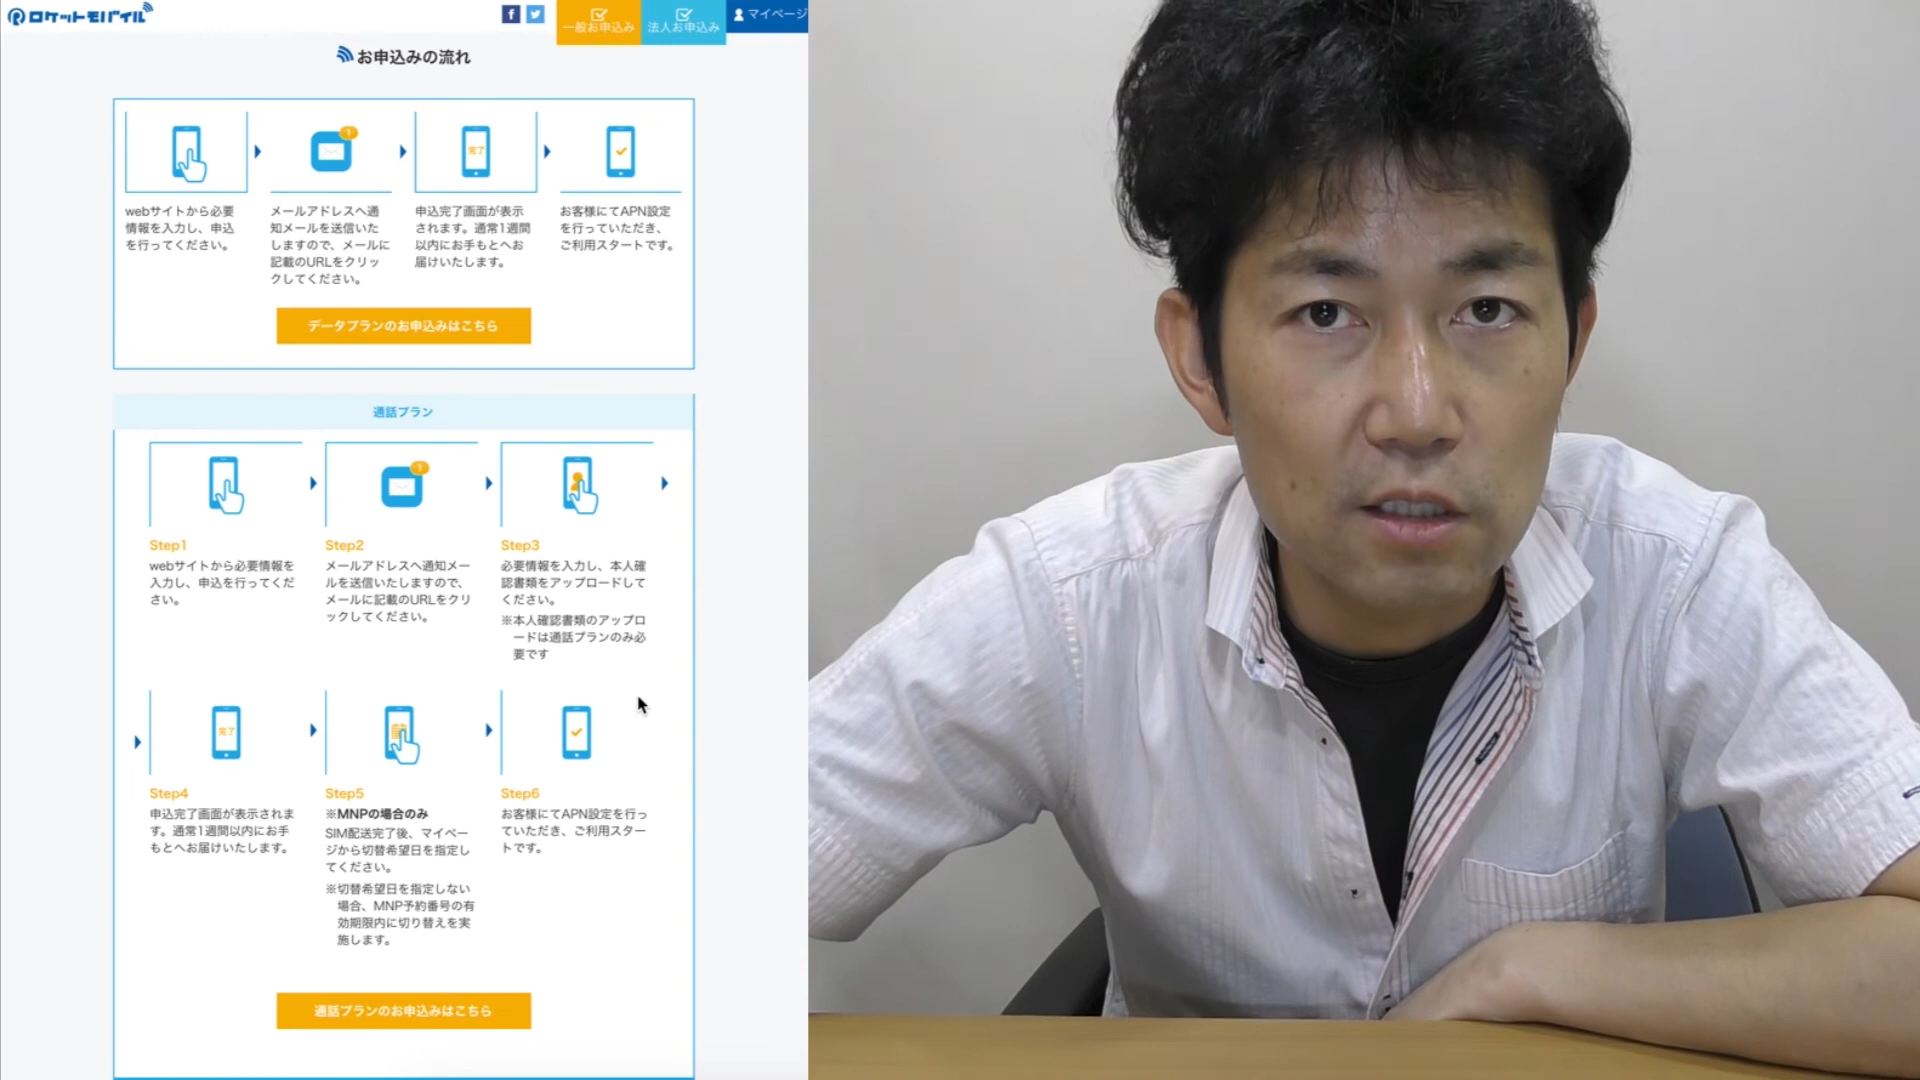 ロケットモバイル
一般お申込み
法人お申込み
マイページ
お申込みの流れ
完了
webサイトから必要
情報を入力し、申込
を行ってください。
メールアドレスへ通
知メールを送信いた
しますので、メールに
記載のURLをクリッ
クしてください。
申込完了画面が表示
されます。通常1週間
以内にお手もとへお
届けいたします。
お客様にてAPN設定
を行っていただき、
ご利用スタートです。
データプランのお申込みはこちら
通話プラン
Step1
webサイトから必要情報を
入力し、申込を行ってくだ
さい。
Step2
メールアドレスへ通知メー
ルを送信いたしますので、
メールに記載のURLをクリ
ックしてください。
Step3
必要情報を入力し、本人確
認書類をアップロードして
ください。
※本人確認書類のアップロ
ードは通話プランのみ必
要です
完了
Step4
申込完了画面が表示されま
す。通常1週間以内にお手
もとへお届けいたします。
Step5
※MNPの場合のみ
SIM配送完了後、マイペー
ジから切替希望日を指定し
てください。
※切替希望日を指定しない
場合、MNP予約番号の有
効期限内に切り替えを実
施します。
Step6
お客様にてAPN設定を行っ
ていただき、ご利用スター
トです。
通話プランのお申込みはこちら